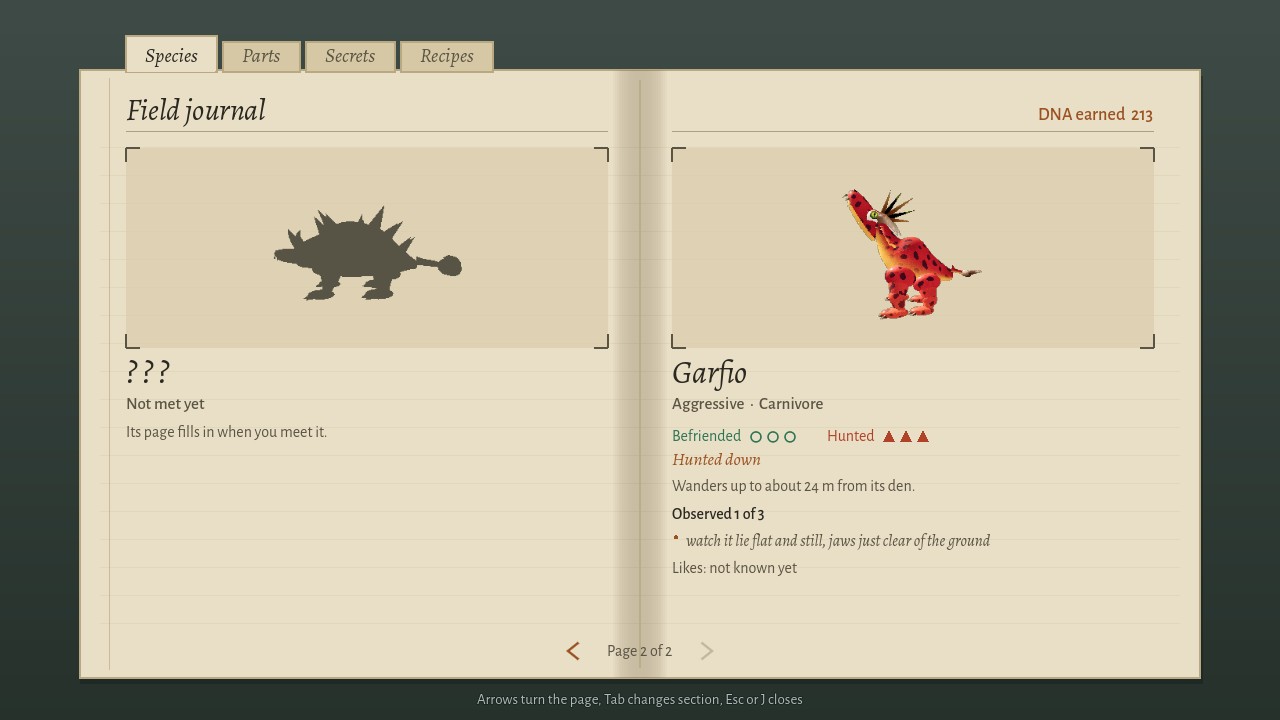 Species
Parts
Secrets
Recipes
Field journal
DNA earned 213
? ? ?
Not met yet
Its page fills in when you meet it.
Garfio
Aggressive · Carnivore
Befriended
Hunted
Hunted down
Wanders up to about 24 m from its den.
Observed 1 of 3
• watch it lie flat and still, jaws just clear of the ground
Likes: not known yet
Page 2 of 2
Arrows turn the page, Tab changes section, Esc or J closes